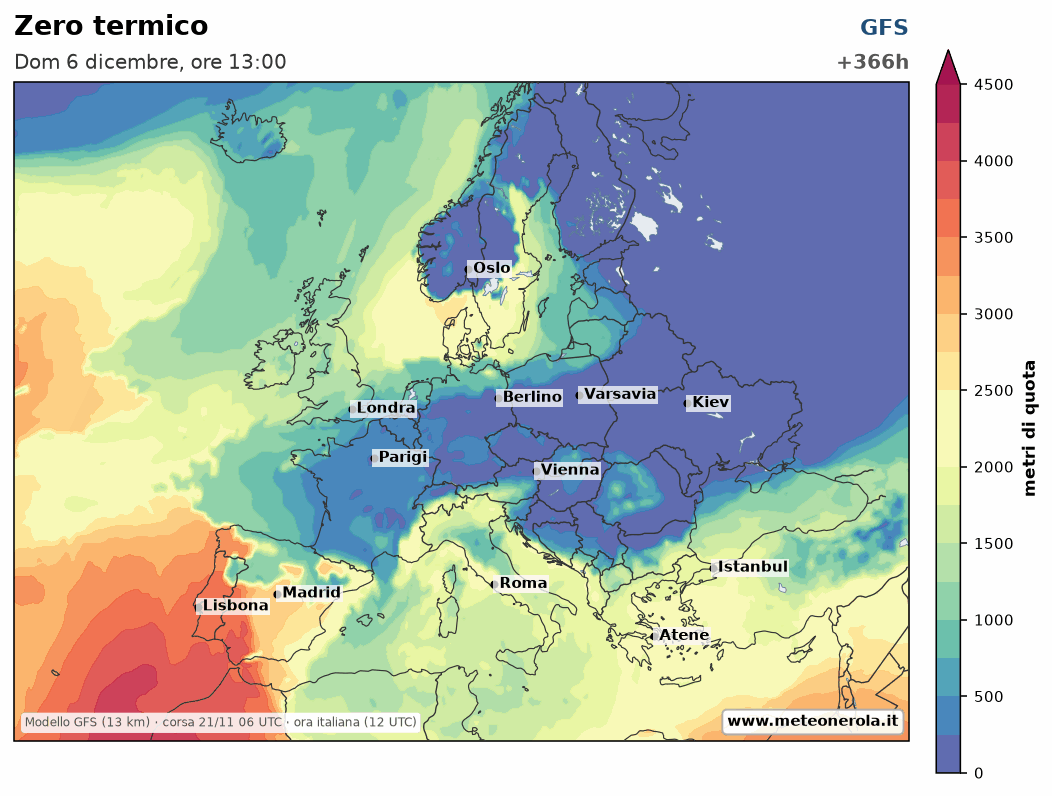 Zero termico
GFS
Dom 6 dicembre, ore 13:00
+366h
4500
4000
3500
3000
2500
2000
1500
1000
500
0
metri di quota
Oslo
Berlino
Varsavia
Kiev
Londra
Parigi
Vienna
Istanbul
Roma
Madrid
Lisbona
Atene
Modello GFS (13 km) · corsa 21/11 06 UTC · ora italiana (12 UTC)
www.meteonerola.it